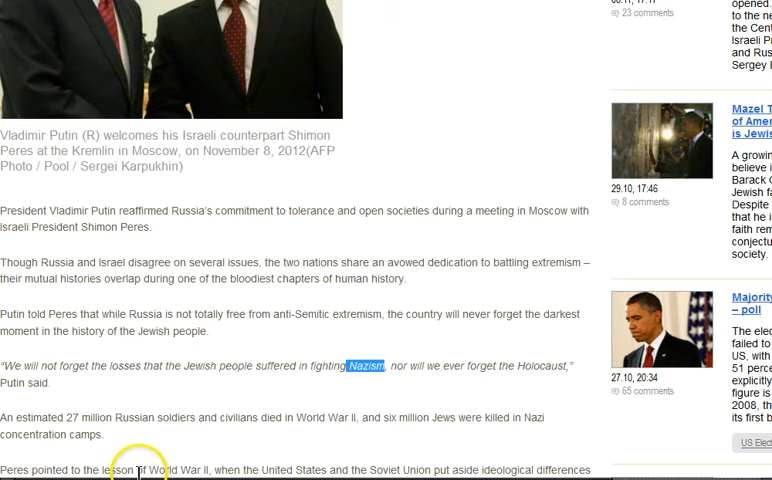 Vladimir Putin (R) welcomes his Israeli counterpart Shimon
Peres at the Kremlin in Moscow, on November 8, 2012(AFP
Photo / Pool / Sergei Karpukhin)
President Vladimir Putin reaffirmed Russia's commitment to tolerance and open societies during a meeting in Moscow with
Israeli President Shimon Peres.
Though Russia and Israel disagree on several issues, the two nations share an avowed dedication to battling extremism –
their mutual histories overlap during one of the bloodiest chapters of human history.
Putin told Peres that while Russia is not totally free from anti-Semitic extremism, the country will never forget the darkest
moment in the history of the Jewish people.
“We will not forget the losses that the Jewish people suffered in fighting Nazism, nor will we ever forget the Holocaust,”
Putin said.
An estimated 27 million Russian soldiers and civilians died in World War II, and six million Jews were killed in Nazi
concentration camps.
Peres pointed to the lesson of World War II, when the United States and the Soviet Union put aside ideological differences
23 comments
opened.
to the ne
the Cent
Israeli Pr
and Rus
Sergey L
Mazel T
of Amer
is Jewis
29.10, 17:46
8 comments
A growin
believe i
Barack O
Jewish fa
Despite
that he i
faith rem
conjectu
society.
Majority
– poll
27.10, 20:34
65 comments
The elec
failed to
US, with
51 perce
explicitly
figure is
2008, th
its first b
US Elect